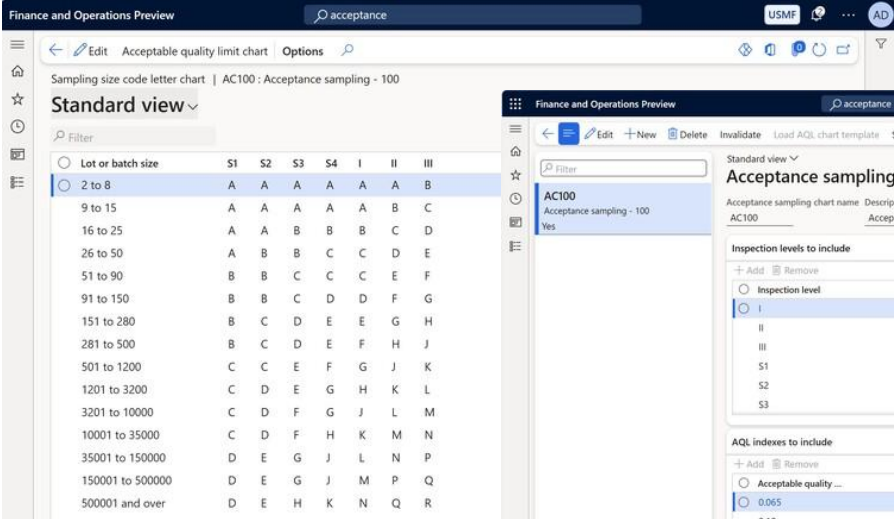 Finance and Operations Preview
acceptance
USMF
AD
Edit Acceptable quality limit chart Options
Sampling size code letter chart | AC100 : Acceptance sampling - 100
Standard view
Filter
Lot or batch size S1 S2 S3 S4 I II III
2 to 8 A A A A A A B
9 to 15 A A A A A B C
16 to 25 A A B B B C D
26 to 50 A B B C C D E
51 to 90 B B C C C E F
91 to 150 B B C D D F G
151 to 280 B C D E E G H
281 to 500 B C D E F H J
501 to 1200 C C E F G J K
1201 to 3200 C D E G H K L
3201 to 10000 C D F G J L M
10001 to 35000 C D F H K M N
35001 to 150000 D E G J L N P
150001 to 500000 D E G J M P Q
500001 and over D E H K N Q R
Finance and Operations Preview
acceptance
Edit New Delete Invalidate Load AQL chart template
Filter
AC100
Acceptance sampling - 100
Yes
Standard view
Acceptance sampling
Acceptance sampling chart name Descrip
AC100 Accep
Inspection levels to include
Add Remove
Inspection level
I
II
III
S1
S2
S3
AQL indexes to include
Add Remove
Acceptable quality ...
0.065